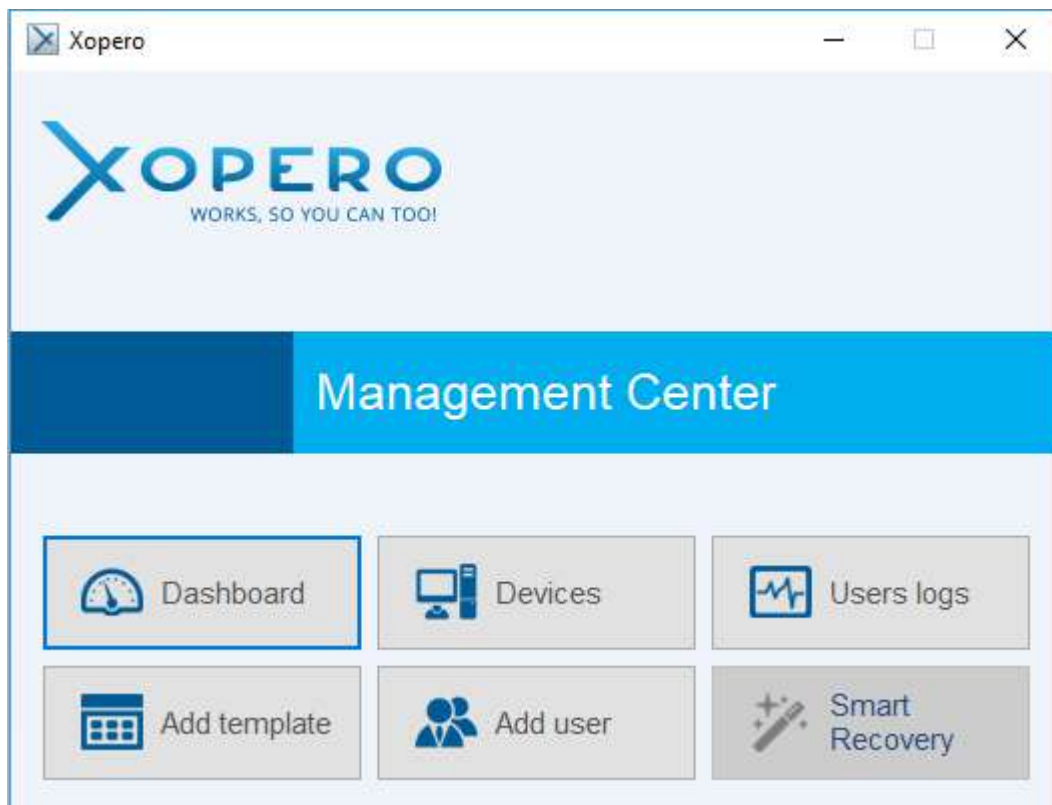 Xopero
XOPERO
WORKS, SO YOU CAN TOO!
Management Center
Dashboard
Devices
Users logs
Add template
Add user
Smart
Recovery